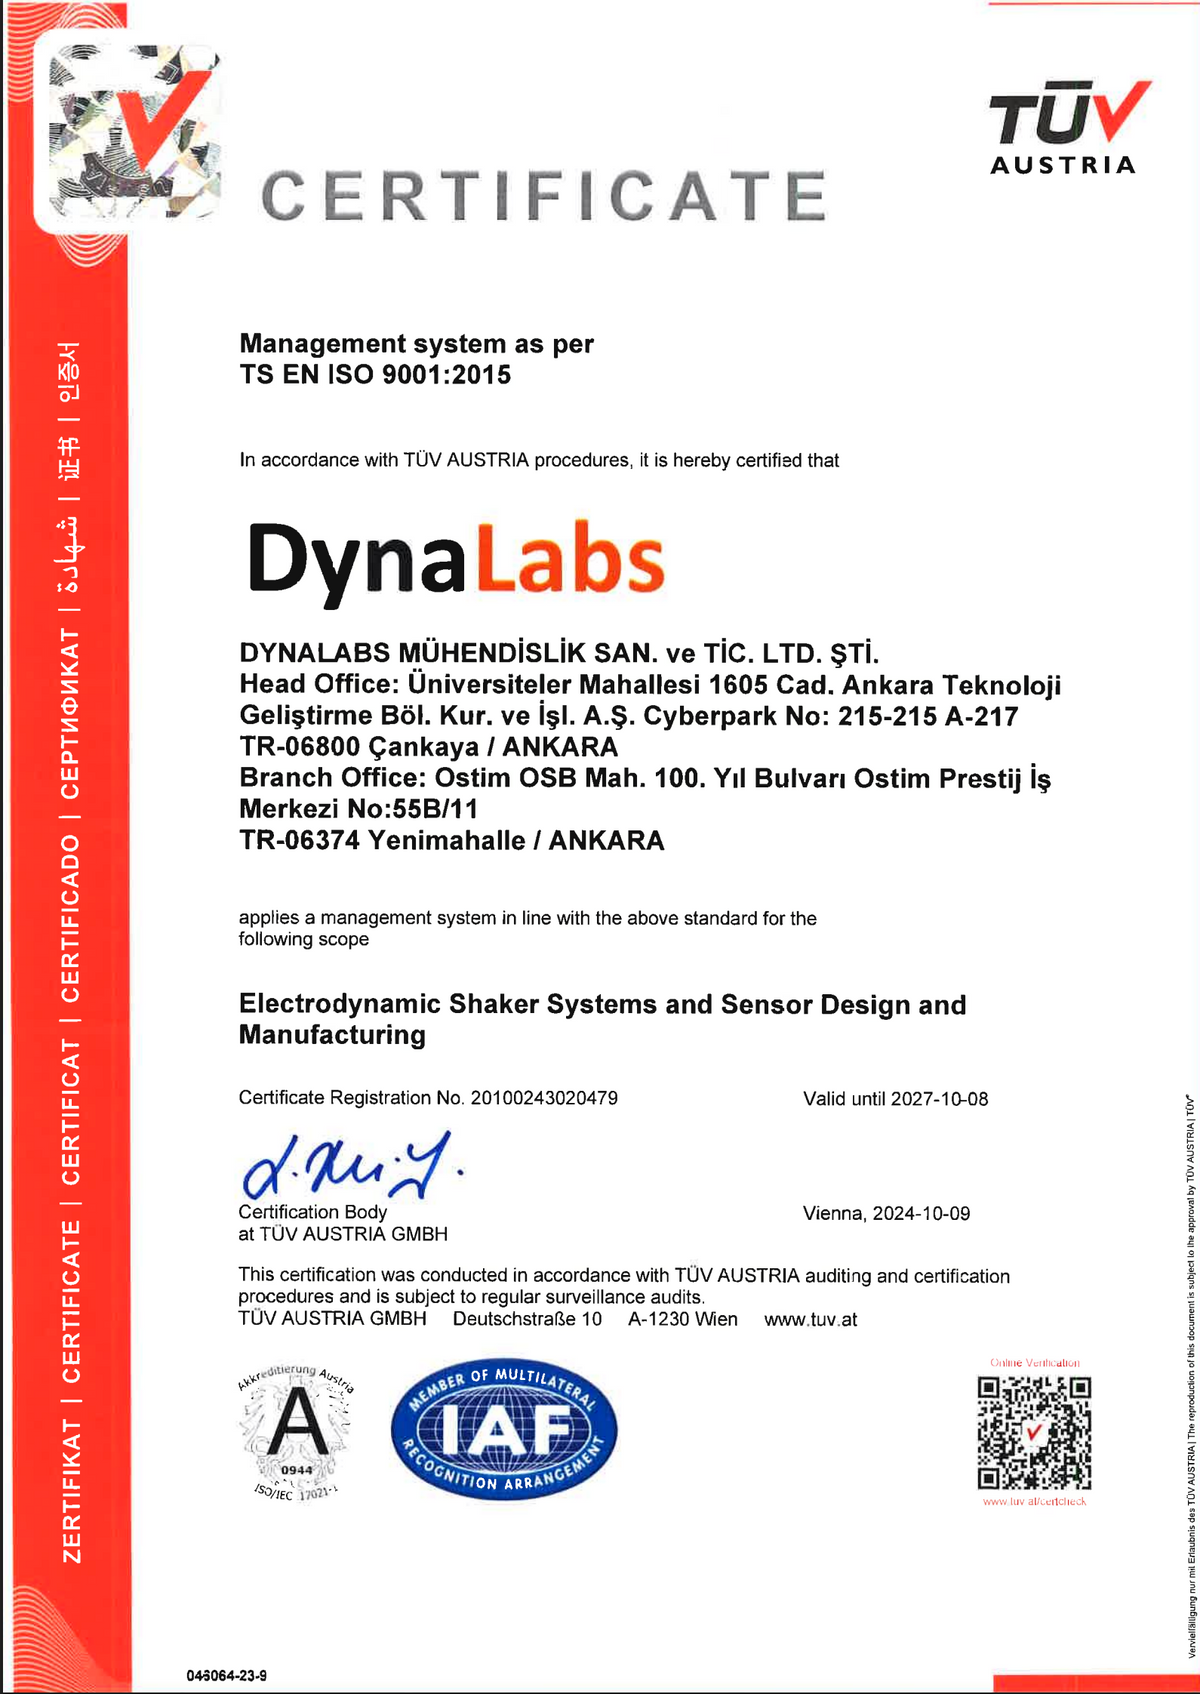 TÜV
AUSTRIA
CERTIFICATE
Management system as per
TS EN ISO 9001:2015
In accordance with TÜV AUSTRIA procedures, it is hereby certified that
DynaLabs
DYNALABS MÜHENDİSLİK SAN. ve TİC. LTD. ŞTİ.
Head Office: Üniversiteler Mahallesi 1605 Cad. Ankara Teknoloji
Geliştirme Böl. Kur. ve İşl. A.Ş. Cyberpark No: 215-215 A-217
TR-06800 Çankaya / ANKARA
Branch Office: Ostim OSB Mah. 100. Yıl Bulvarı Ostim Prestij İş
Merkezi No:55B/11
TR-06374 Yenimahalle / ANKARA
applies a management system in line with the above standard for the
following scope
Electrodynamic Shaker Systems and Sensor Design and
Manufacturing
Certificate Registration No. 20100243020479
Valid until 2027-10-08
Certification Body
at TÜV AUSTRIA GMBH
Vienna, 2024-10-09
This certification was conducted in accordance with TÜV AUSTRIA auditing and certification
procedures and is subject to regular surveillance audits.
TÜV AUSTRIA GMBH Deutschstraße 10 A-1230 Wien www.tuv.at
Akkreditierung Austria
A
0944
ISO/IEC 17021-1
MEMBER OF MULTILATERAL
IAF
RECOGNITION ARRANGEMENT
Online Verification
www.tuv.at/certcheck
ZERTIFIKAT | CERTIFICATE | CERTIFICAT | CERTIFICADO | СЕРТИФИКАТ | شهادة | 证书 | 인증서
Vervielfältigung nur mit Erlaubnis des TÜV AUSTRIA | The reproduction of this document is subject to the approval by TÜV AUSTRIA | TÜV®
046064-23-9